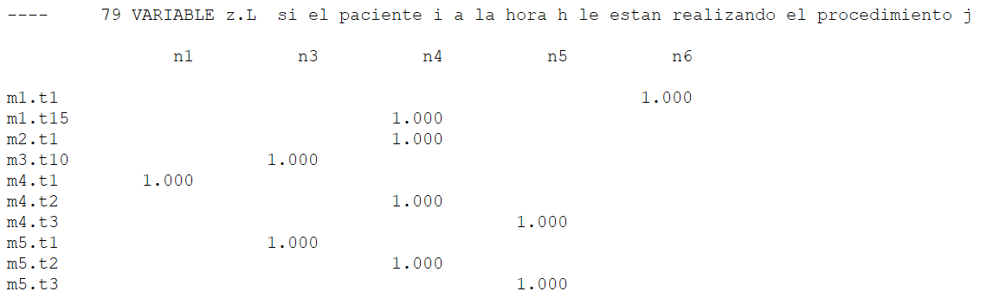 ----     79 VARIABLE z.L  si el paciente i a la hora h le estan realizando el procedimiento j
                n1          n3          n4          n5          n6
m1.t1                                                        1.000
m1.t15                               1.000
m2.t1                                1.000
m3.t10                   1.000
m4.t1        1.000
m4.t2                                1.000
m4.t3                                            1.000
m5.t1                    1.000
m5.t2                                1.000
m5.t3                                            1.000